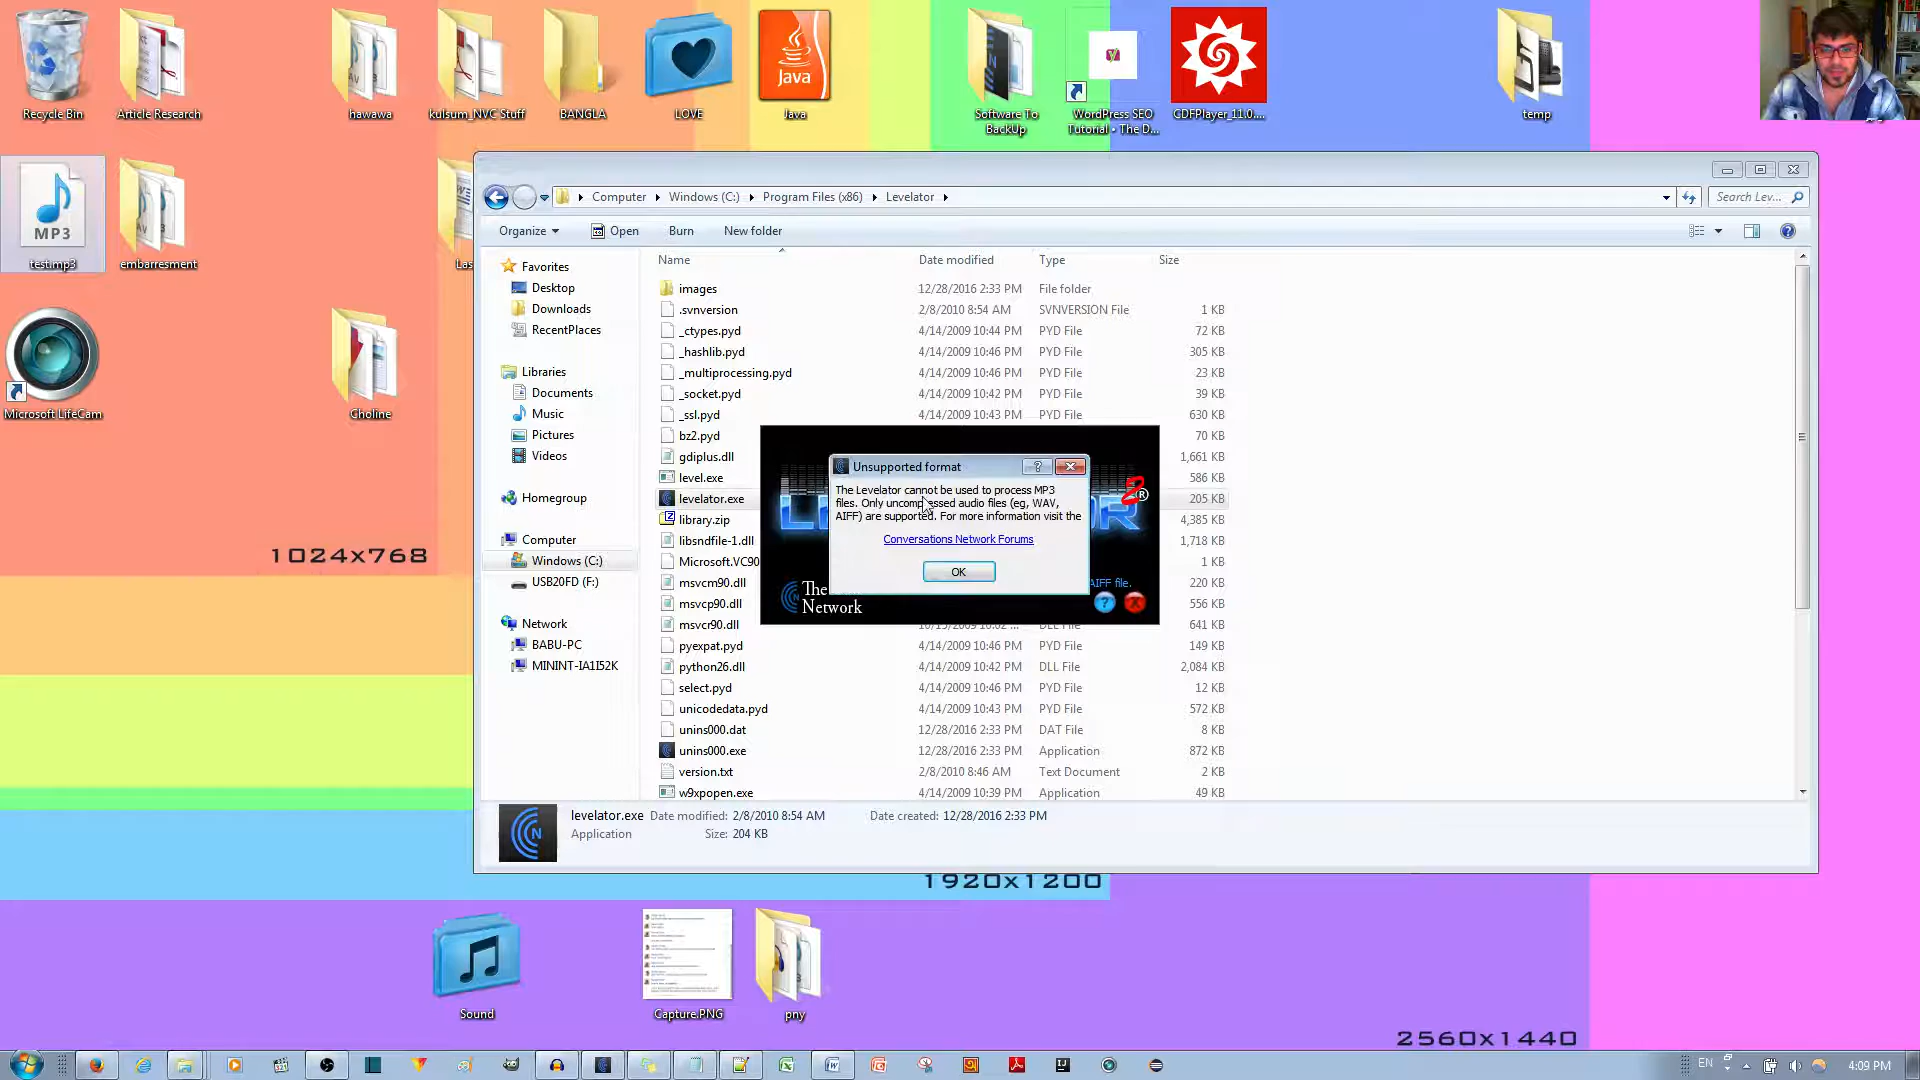 Recycle Bin
Article Research
hawawa
kulsum_NVC Stuff
BANGLA
LOVE
Java
Java
Software To
BackUp
WordPress SEO
Tutorial • The D...
CDFPlayer_11.0....
temp
MP3
test.mp3
embarresment
Las
Microsoft LifeCam
Choline
1024x768
Computer
Windows (C:)
Program Files (x86)
Levelator
Search Lev...
Organize
Open
Burn
New folder
Name
Date modified
Type
Size
Favorites
Desktop
Downloads
RecentPlaces
Libraries
Documents
Music
Pictures
Videos
Homegroup
Computer
Windows (C:)
USB20FD (F:)
Network
BABU-PC
MININT-IA1I52K
images 12/28/2016 2:33 PM File folder
.svnversion 2/8/2010 8:54 AM SVNVERSION File 1 KB
_ctypes.pyd 4/14/2009 10:44 PM PYD File 72 KB
_hashlib.pyd 4/14/2009 10:46 PM PYD File 305 KB
_multiprocessing.pyd 4/14/2009 10:46 PM PYD File 23 KB
_socket.pyd 4/14/2009 10:42 PM PYD File 39 KB
_ssl.pyd 4/14/2009 10:43 PM PYD File 630 KB
bz2.pyd 70 KB
gdiplus.dll 1,661 KB
level.exe 586 KB
levelator.exe 205 KB
library.zip 4,385 KB
libsndfile-1.dll 1,718 KB
Microsoft.VC90 1 KB
msvcm90.dll 220 KB
msvcp90.dll 556 KB
msvcr90.dll 641 KB
pyexpat.pyd 4/14/2009 10:46 PM PYD File 149 KB
python26.dll 4/14/2009 10:42 PM DLL File 2,084 KB
select.pyd 4/14/2009 10:46 PM PYD File 12 KB
unicodedata.pyd 4/14/2009 10:43 PM PYD File 572 KB
unins000.dat 12/28/2016 2:33 PM DAT File 8 KB
unins000.exe 12/28/2016 2:33 PM Application 872 KB
version.txt 2/8/2010 8:46 AM Text Document 2 KB
w9xpopen.exe 4/14/2009 10:39 PM Application 49 KB
Unsupported format
The Levelator cannot be used to process MP3
files. Only uncompressed audio files (eg, WAV,
AIFF) are supported. For more information visit the
Conversations Network Forums
OK
AIFF file.
The
Network
levelator.exe Date modified: 2/8/2010 8:54 AM Date created: 12/28/2016 2:33 PM
Application Size: 204 KB
1920x1200
Sound
Capture.PNG
pny
2560x1440
EN
4:09 PM